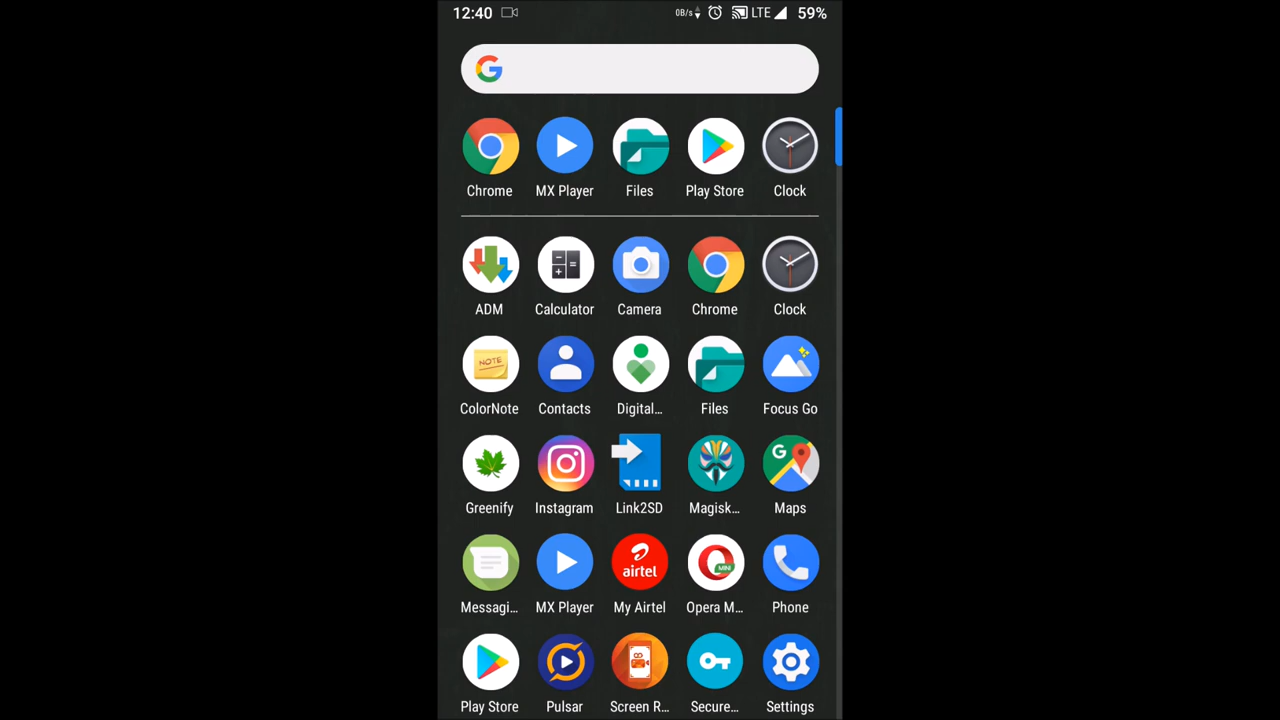 12:40 0B/s LTE 59%
Chrome MX Player Files Play Store Clock
ADM Calculator Camera Chrome Clock
NOTE
ColorNote Contacts Digital... Files Focus Go
G
Greenify Instagram Link2SD Magisk... Maps
airtel MINI
Messagi... MX Player My Airtel Opera M... Phone
Play Store Pulsar Screen R... Secure... Settings